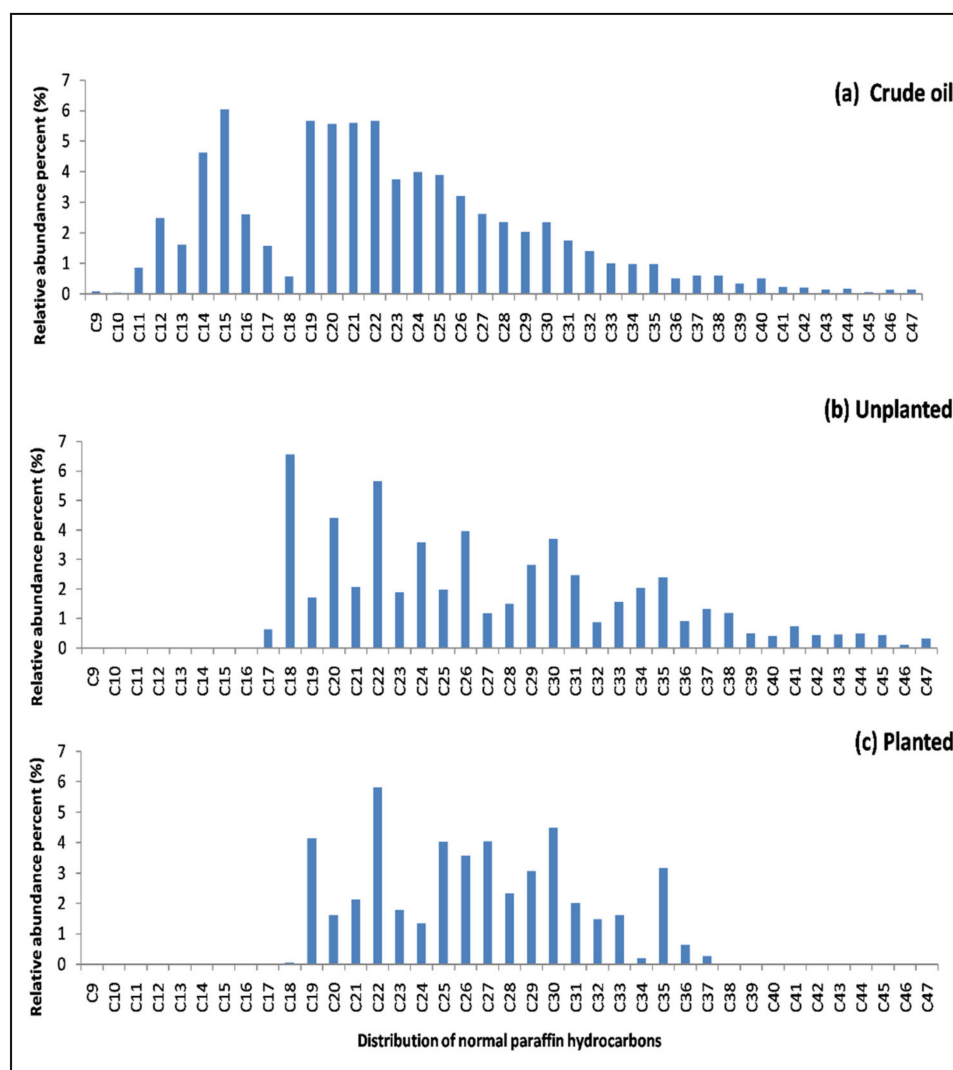 (a) Crude oil
Relative abundance percent (%)
7
6
5
4
3
2
1
0
C9 C10 C11 C12 C13 C14 C15 C16 C17 C18 C19 C20 C21 C22 C23 C24 C25 C26 C27 C28 C29 C30 C31 C32 C33 C34 C35 C36 C37 C38 C39 C40 C41 C42 C43 C44 C45 C46 C47
(b) Unplanted
Relative abundance percent (%)
7
6
5
4
3
2
1
0
C9 C10 C11 C12 C13 C14 C15 C16 C17 C18 C19 C20 C21 C22 C23 C24 C25 C26 C27 C28 C29 C30 C31 C32 C33 C34 C35 C36 C37 C38 C39 C40 C41 C42 C43 C44 C45 C46 C47
(c) Planted
Relative abundance percent (%)
7
6
5
4
3
2
1
0
C9 C10 C11 C12 C13 C14 C15 C16 C17 C18 C19 C20 C21 C22 C23 C24 C25 C26 C27 C28 C29 C30 C31 C32 C33 C34 C35 C36 C37 C38 C39 C40 C41 C42 C43 C44 C45 C46 C47
Distribution of normal paraffin hydrocarbons